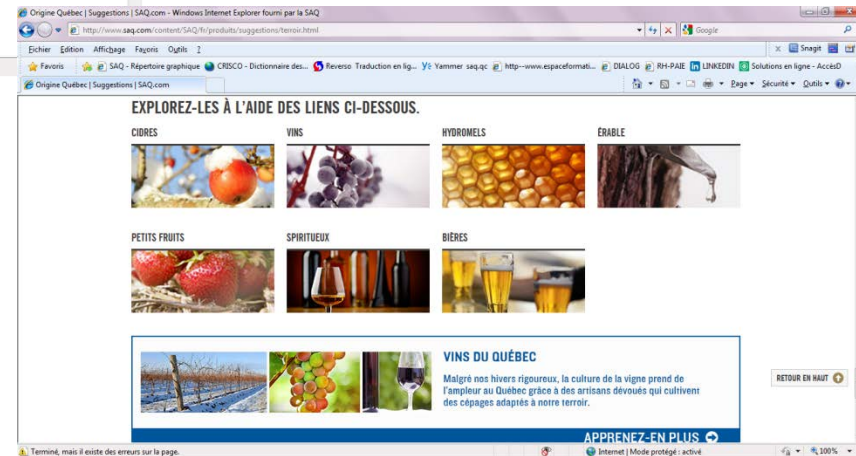 Origine Québec | Suggestions | SAQ.com - Windows Internet Explorer fourni par la SAQ
http://www.saq.com/content/SAQ/fr/produits/suggestions/terroir.html
Google
Fichier Edition Affichage Favoris Outils ?
x Snagit
Favoris SAQ - Répertoire graphique CRISCO - Dictionnaire des... Reverso Traduction en lig... Yammer saq.qc http--www.espaceformati... DIALOG RH-PAIE LINKEDIN Solutions en ligne - AccèsD
Origine Québec | Suggestions | SAQ.com
Page Sécurité Outils
EXPLOREZ-LES À L'AIDE DES LIENS CI-DESSOUS.
CIDRES VINS HYDROMELS ÉRABLE
PETITS FRUITS SPIRITUEUX BIÈRES
VINS DU QUÉBEC
Malgré nos hivers rigoureux, la culture de la vigne prend de
l'ampleur au Québec grâce à des artisans dévoués qui cultivent
des cépages adaptés à notre terroir.
RETOUR EN HAUT
APPRENEZ-EN PLUS
Terminé, mais il existe des erreurs sur la page.
Internet | Mode protégé : activé
100%